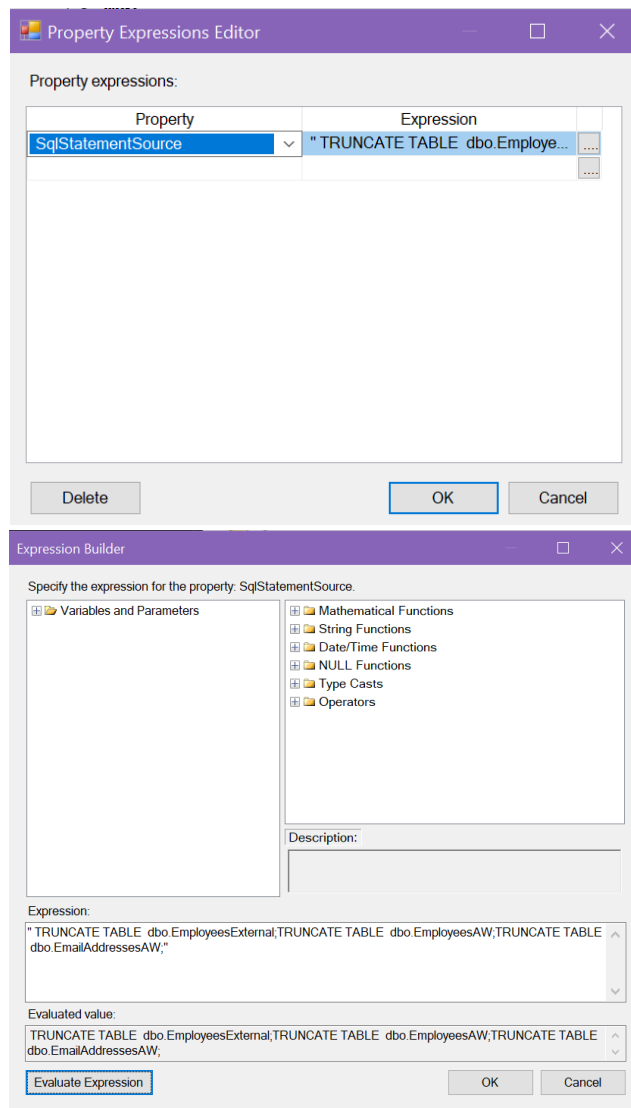 Property Expressions Editor
Property expressions:
Property Expression
SqlStatementSource " TRUNCATE TABLE  dbo.Employe... ....
....
Delete OK Cancel
Expression Builder
Specify the expression for the property: SqlStatementSource.
Variables and Parameters
Mathematical Functions
String Functions
Date/Time Functions
NULL Functions
Type Casts
Operators
Description:
Expression:
" TRUNCATE TABLE  dbo.EmployeesExternal;TRUNCATE TABLE  dbo.EmployeesAW;TRUNCATE TABLE
dbo.EmailAddressesAW;"
Evaluated value:
TRUNCATE TABLE  dbo.EmployeesExternal;TRUNCATE TABLE  dbo.EmployeesAW;TRUNCATE TABLE
dbo.EmailAddressesAW;
Evaluate Expression OK Cancel